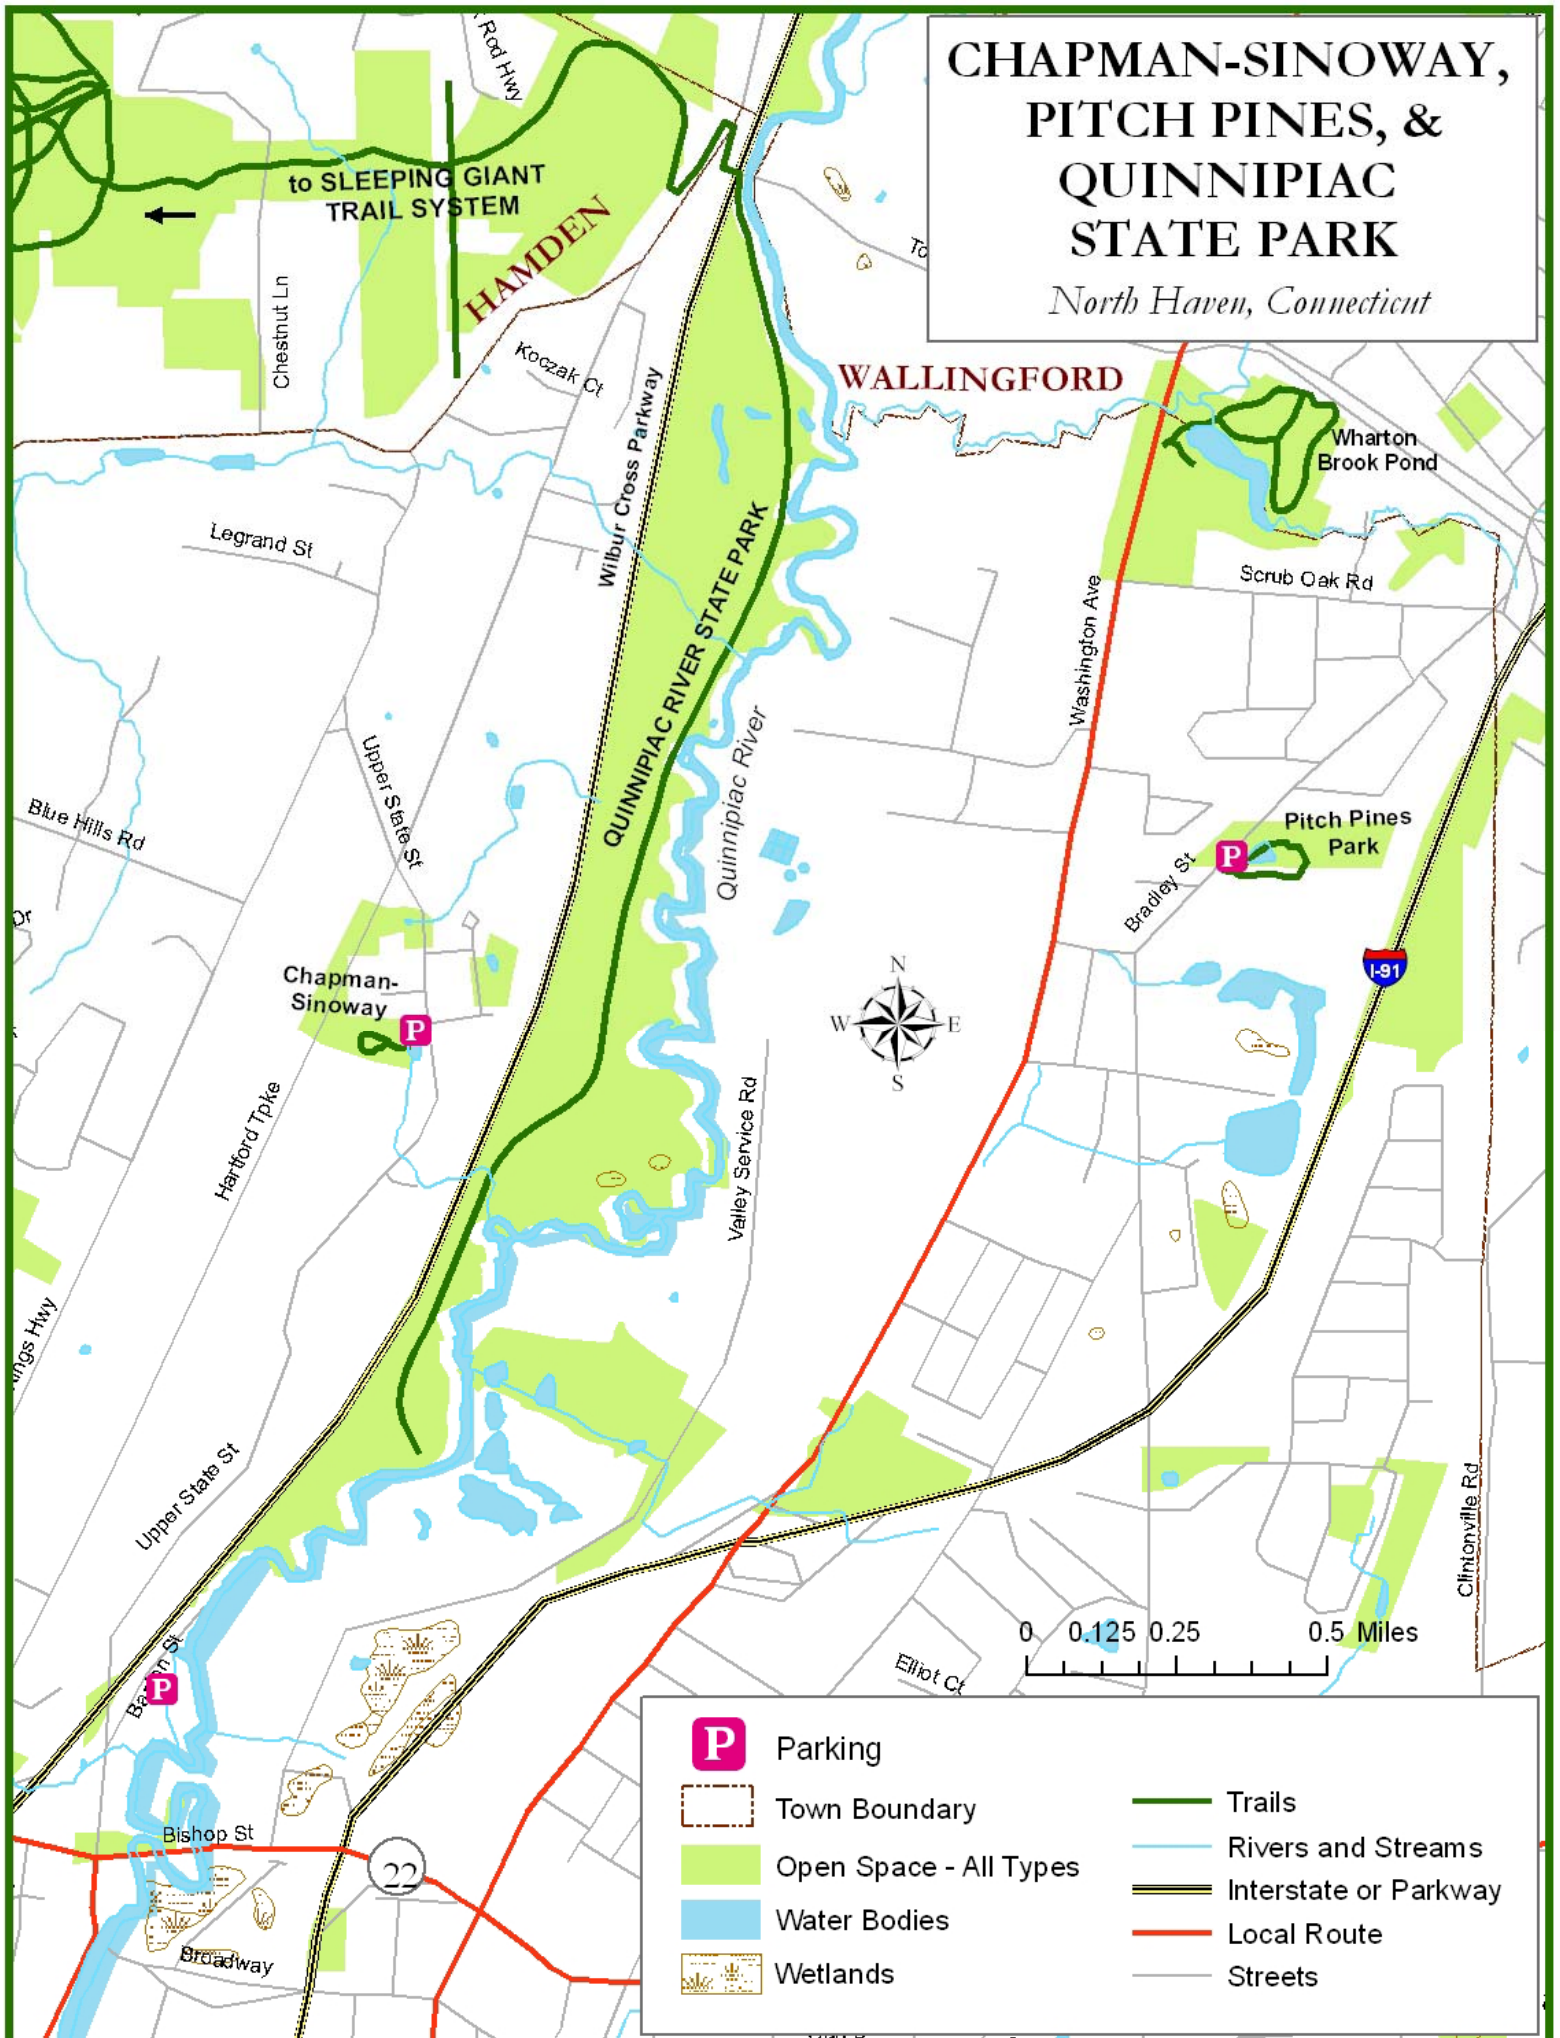 CHAPMAN-SINOWAY,
PITCH PINES, &
QUINNIPIAC
STATE PARK
North Haven, Connecticut
Rod Hwy
to SLEEPING GIANT
TRAIL SYSTEM
HAMDEN
Chestnut Ln
Koczak Ct
WALLINGFORD
Wilbur Cross Parkway
Wharton
Brook Pond
Legrand St
Scrub Oak Rd
QUINNIPIAC RIVER STATE PARK
Washington Ave
Quinnipiac River
Upper State St
Blue Hills Rd
Pitch Pines
Park
P
Bradley St
Dr
I-91
Chapman-
Sinoway
P
N
W E
S
Hartford Tpke
Valley Service Rd
ings Hwy
Upper State St
Clintonville Rd
P
0 0.125 0.25 0.5 Miles
Elliot Ct
Bishop St
22
Broadway
P Parking
Town Boundary
Open Space - All Types
Water Bodies
Wetlands
Trails
Rivers and Streams
Interstate or Parkway
Local Route
Streets